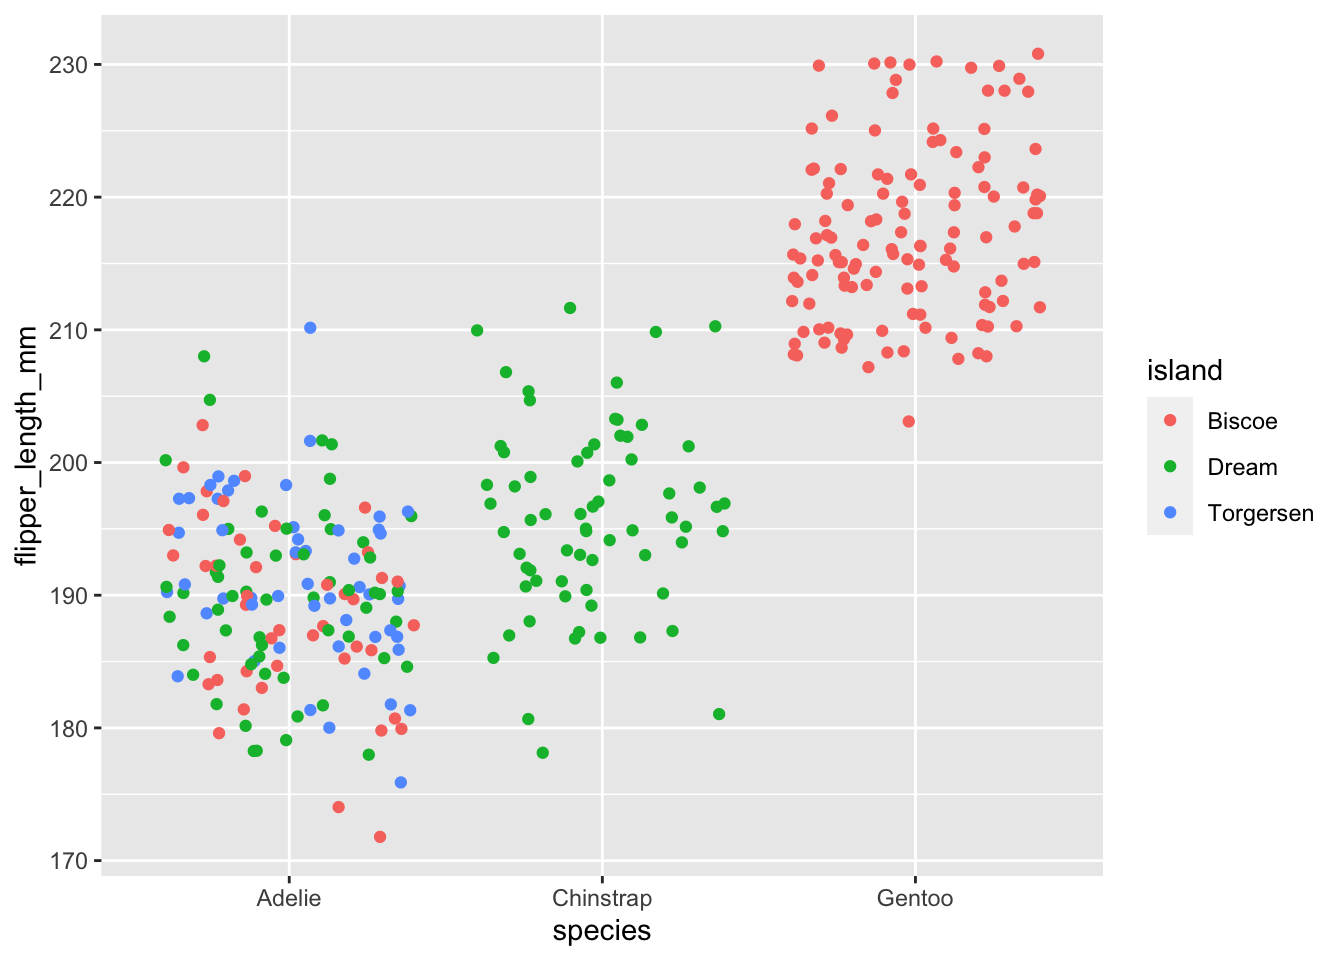 230
220
210
200
190
180
170
flipper_length_mm
Adelie
Chinstrap
Gentoo
species
island
Biscoe
Dream
Torgersen